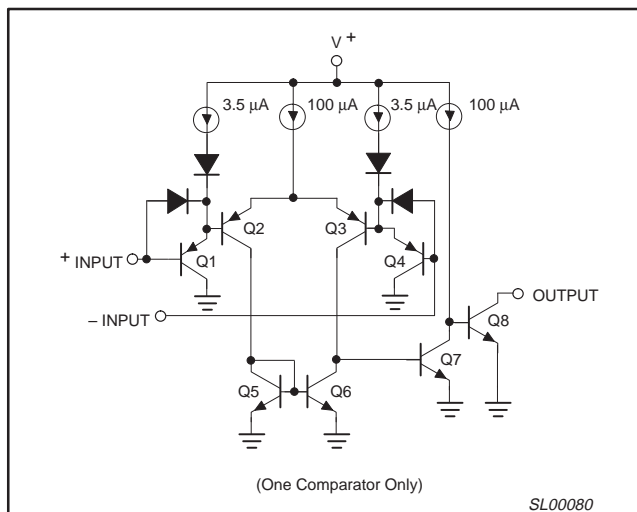 V +
3.5 µA
100 µA
3.5 µA
100 µA
Q2
Q3
+ INPUT
Q1
Q4
– INPUT
OUTPUT
Q8
Q7
Q5
Q6
(One Comparator Only)
SL00080